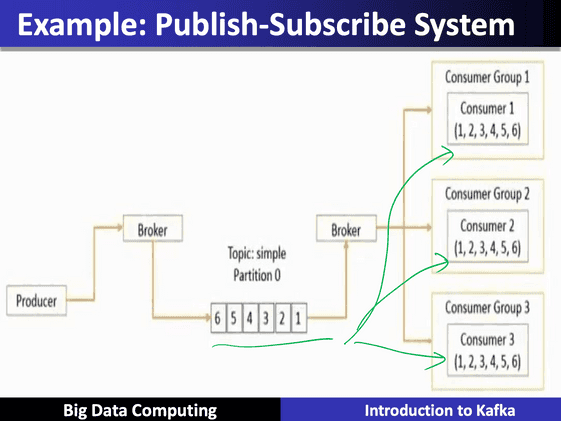 Example: Publish-Subscribe System
Consumer Group 1
Consumer 1
(1, 2, 3, 4, 5, 6)
Consumer Group 2
Consumer 2
(1, 2, 3, 4, 5, 6)
Consumer Group 3
Consumer 3
(1, 2, 3, 4, 5, 6)
Broker
Broker
Topic: simple
Partition 0
Producer
6 5 4 3 2 1
Big Data Computing
Introduction to Kafka